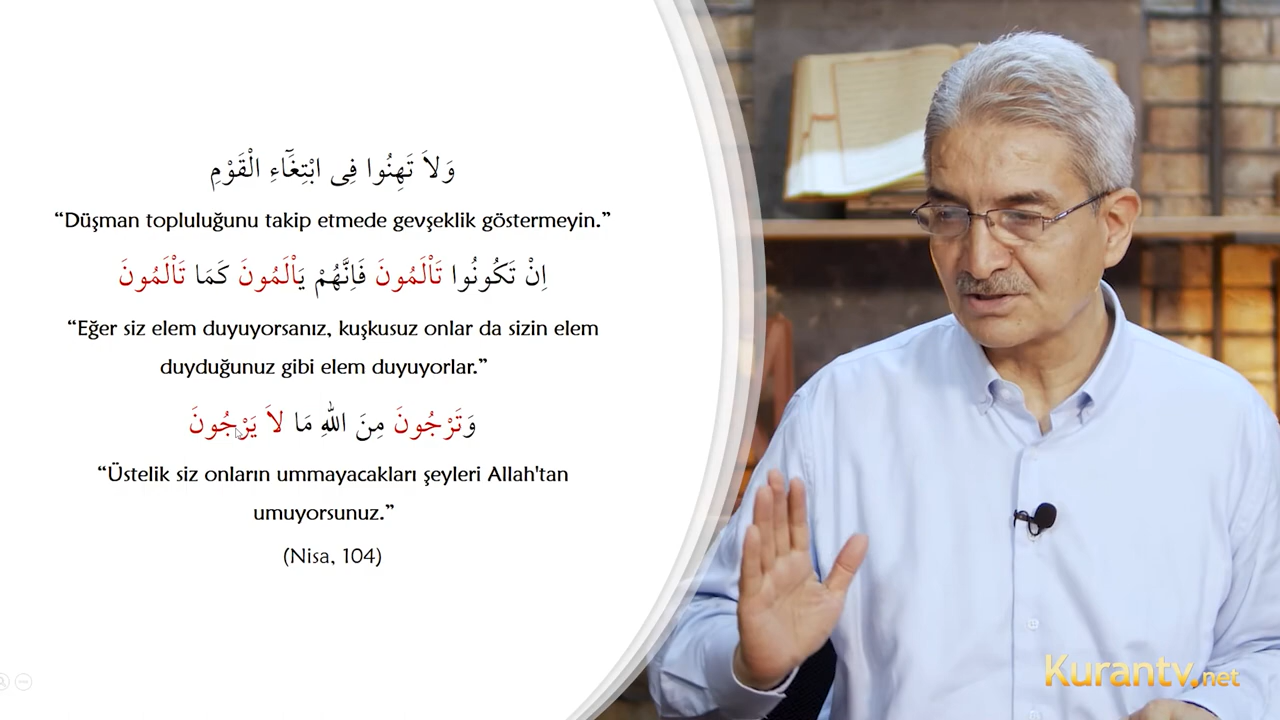 وَلاَ تَهِنُوا فِى ابْتِغَٓاءِ الْقَوْمِ
“Düşman topluluğunu takip etmede gevşeklik göstermeyin.”
اِنْ تَكُونُوا تَاْلَمُونَ فَاِنَّهُمْ يَاْلَمُونَ كَمَا تَاْلَمُونَ
“Eğer siz elem duyuyorsanız, kuşkusuz onlar da sizin elem
duyduğunuz gibi elem duyuyorlar.”
وَتَرْجُونَ مِنَ اللّٰهِ مَا لاَ يَرْجُونَ
“Üstelik siz onların ummayacakları şeyleri Allah'tan
umuyorsunuz.”
(Nisa, 104)
Kurantv.net